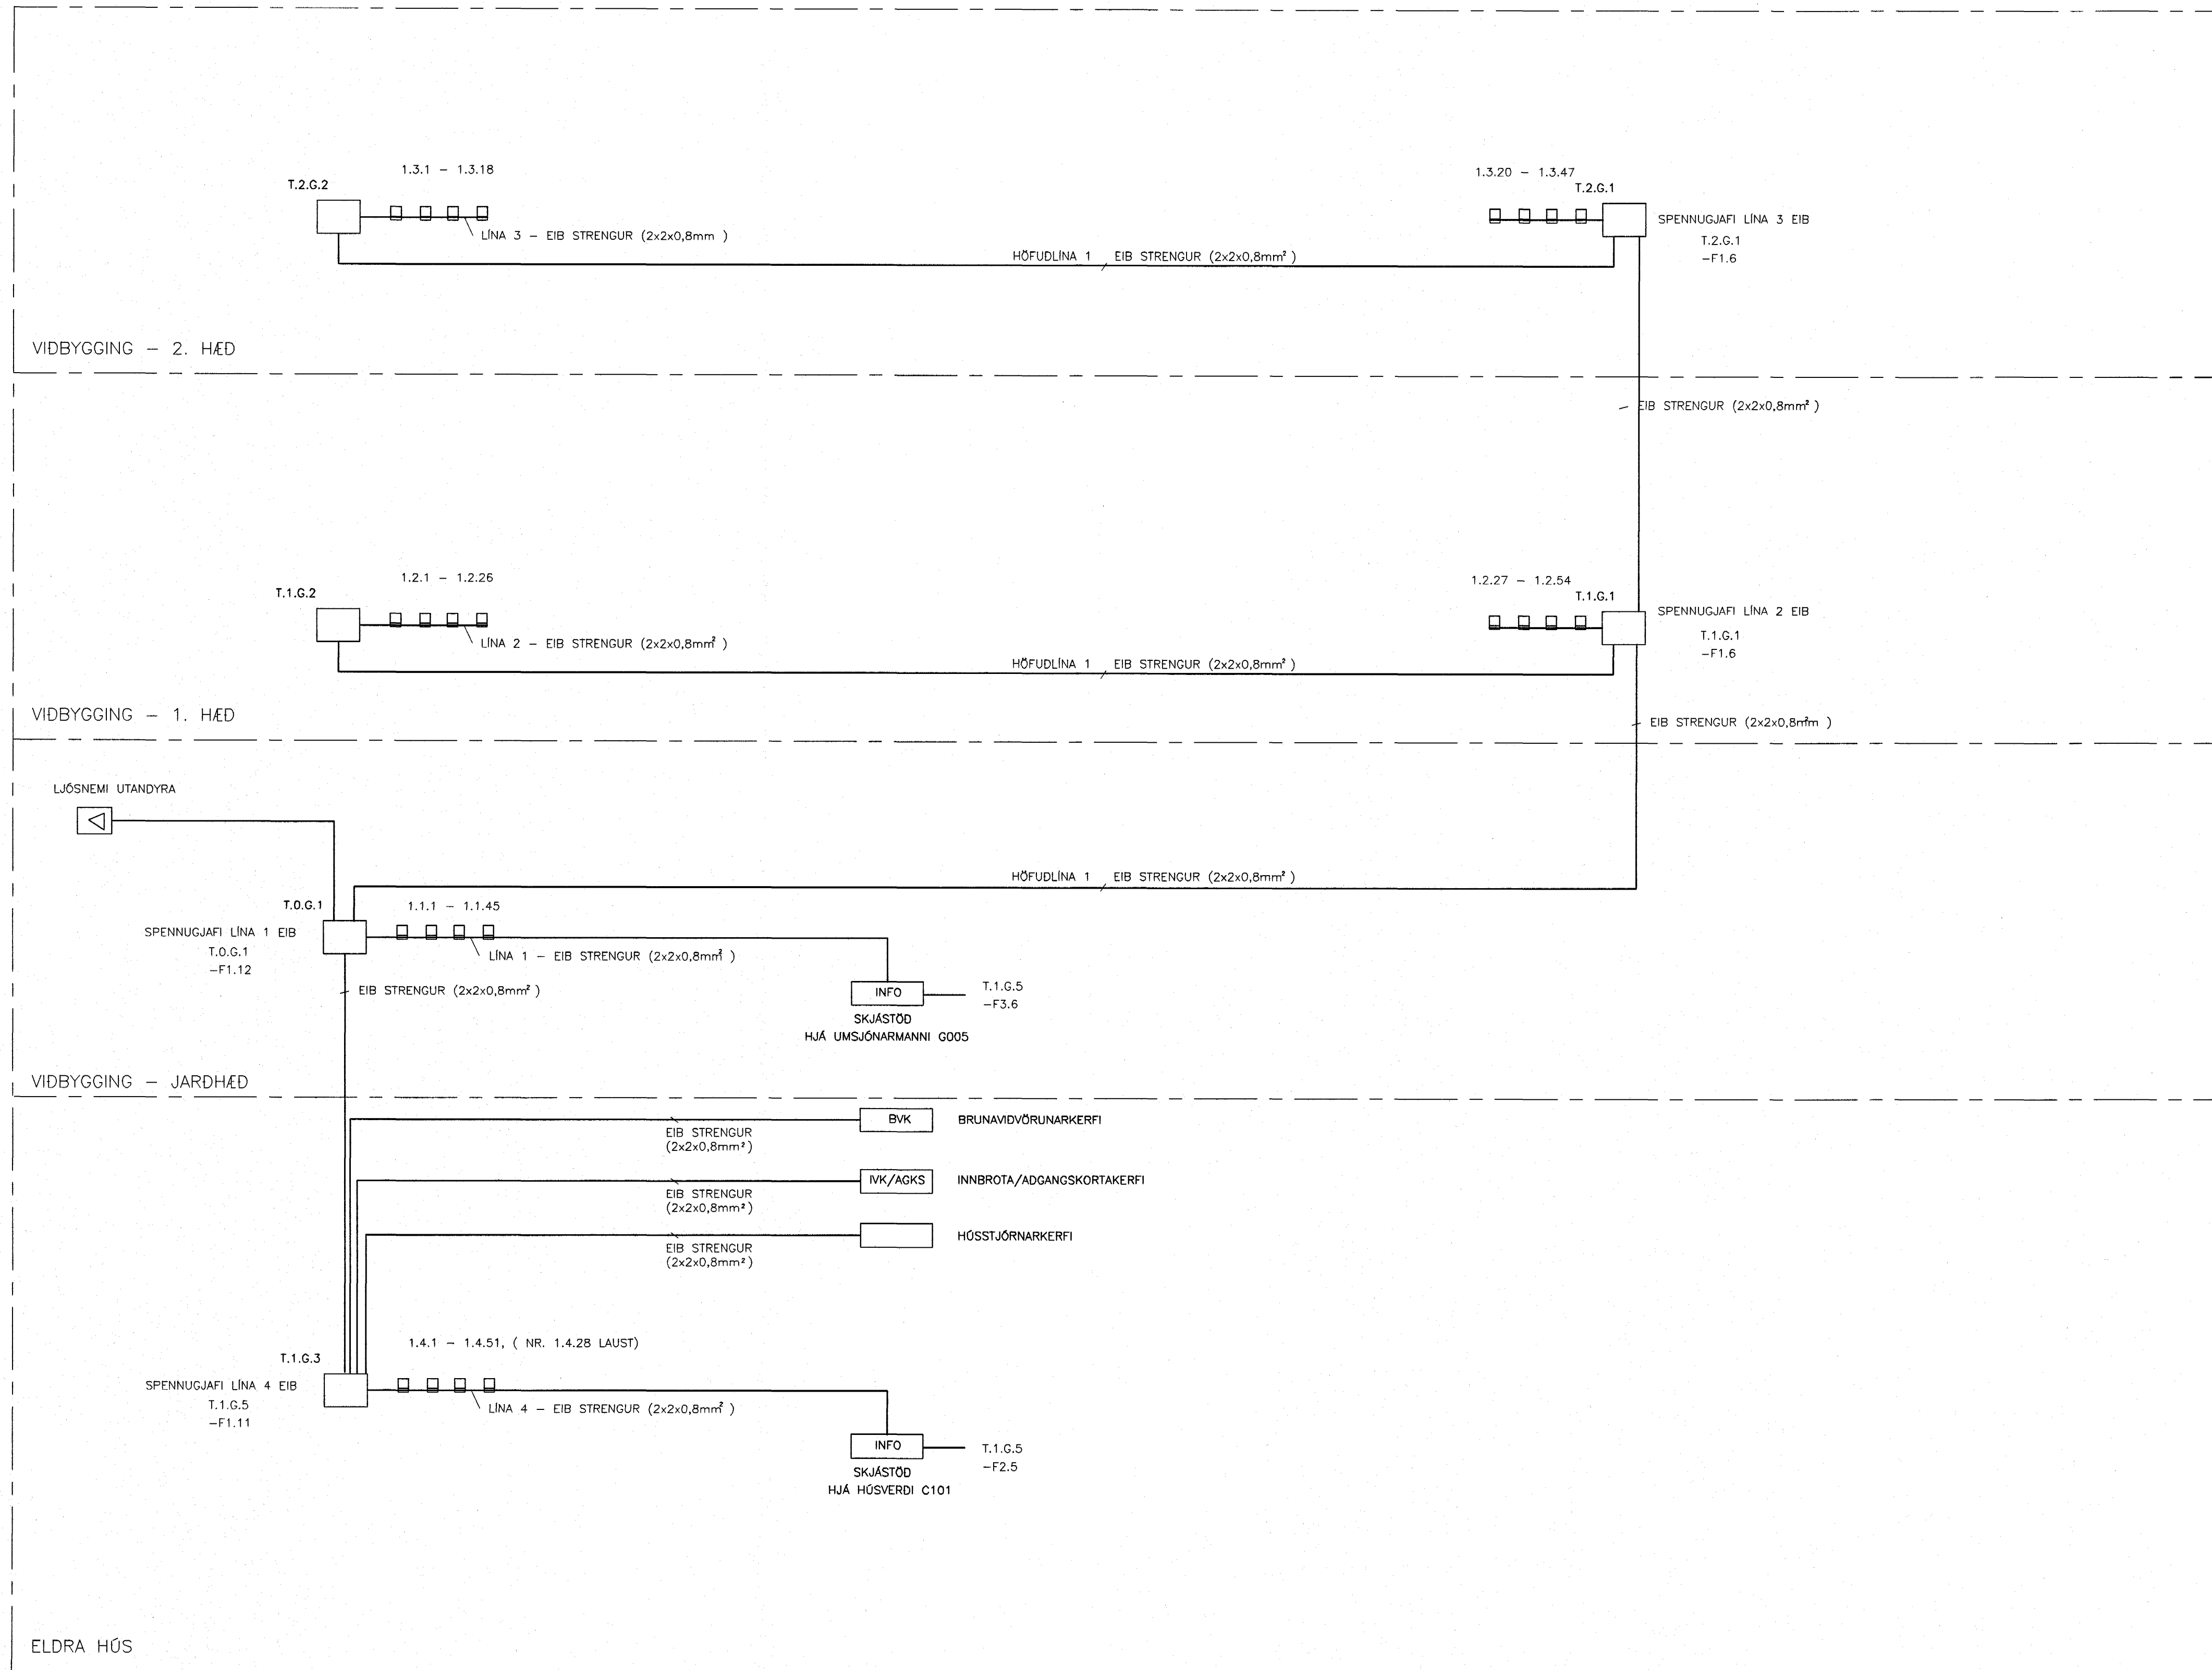 1.3.1 – 1.3.18
T.2.G.2
LÍNA 3 – EIB STRENGUR (2x2x0,8mm )
HÖFUDLÍNA 1 EIB STRENGUR (2x2x0,8mm²)
1.3.20 – 1.3.47
T.2.G.1
SPENNUGJAFI LÍNA 3 EIB
T.2.G.1
–F1.6
VIÐBYGGING – 2. HÆÐ
EIB STRENGUR (2x2x0,8mm²)
1.2.1 – 1.2.26
T.1.G.2
LÍNA 2 – EIB STRENGUR (2x2x0,8mm²)
HÖFUDLÍNA 1 EIB STRENGUR (2x2x0,8mm²)
1.2.27 – 1.2.54
T.1.G.1
SPENNUGJAFI LÍNA 2 EIB
T.1.G.1
–F1.6
VIÐBYGGING – 1. HÆÐ
EIB STRENGUR (2x2x0,8mm²)
LJÓSNEMI UTANDYRA
HÖFUDLÍNA 1 EIB STRENGUR (2x2x0,8mm²)
T.0.G.1
1.1.1 – 1.1.45
SPENNUGJAFI LÍNA 1 EIB
T.0.G.1
–F1.12
LÍNA 1 – EIB STRENGUR (2x2x0,8mm²)
EIB STRENGUR (2x2x0,8mm²)
INFO
T.1.G.5
–F3.6
SKJÁSTÖÐ
HJÁ UMSJÓNARMANNI G005
VIÐBYGGING – JARÐHÆÐ
BVK
BRUNAVIDVÖRUNARKERFI
EIB STRENGUR
(2x2x0,8mm²)
IVK/AGKS
INNBROTA/ADGANGSKORTAKERFI
EIB STRENGUR
(2x2x0,8mm²)
HÚSSTJÓRNARKERFI
EIB STRENGUR
(2x2x0,8mm²)
1.4.1 – 1.4.51, ( NR. 1.4.28 LAUST)
T.1.G.3
SPENNUGJAFI LÍNA 4 EIB
T.1.G.5
–F1.11
LÍNA 4 – EIB STRENGUR (2x2x0,8mm²)
INFO
T.1.G.5
–F2.5
SKJÁSTÖÐ
HJÁ HÚSVERDI C101
ELDRA HÚS